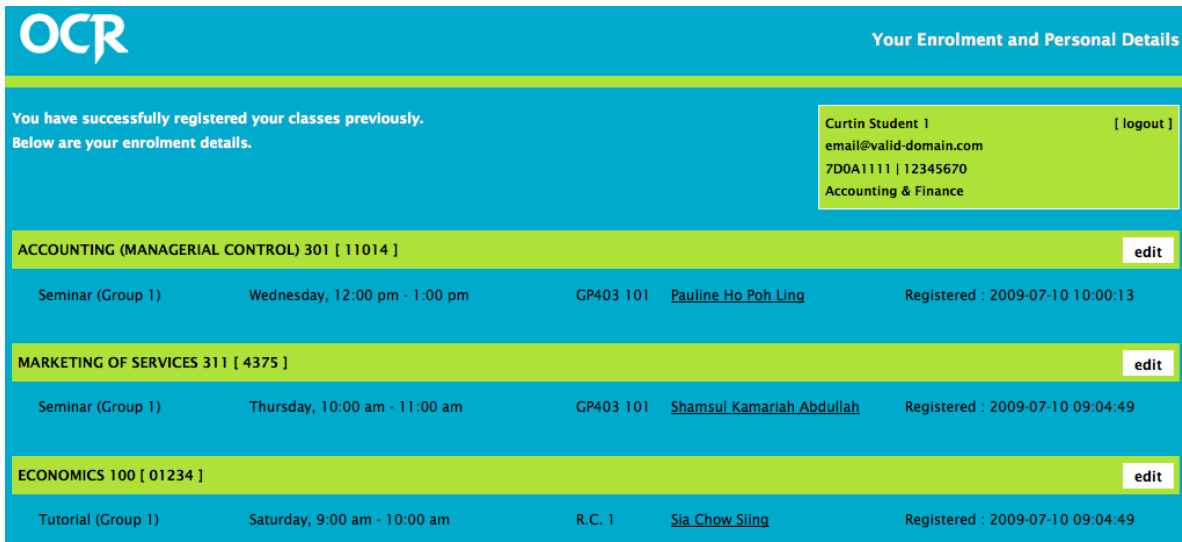 OCR
Your Enrolment and Personal Details
You have successfully registered your classes previously.
Below are your enrolment details.
Curtin Student 1 [ logout ]
email@valid-domain.com
7D0A1111 | 12345670
Accounting & Finance
ACCOUNTING (MANAGERIAL CONTROL) 301 [ 11014 ] edit
Seminar (Group 1) Wednesday, 12:00 pm - 1:00 pm GP403 101 Pauline Ho Poh Ling Registered : 2009-07-10 10:00:13
MARKETING OF SERVICES 311 [ 4375 ] edit
Seminar (Group 1) Thursday, 10:00 am - 11:00 am GP403 101 Shamsul Kamariah Abdullah Registered : 2009-07-10 09:04:49
ECONOMICS 100 [ 01234 ] edit
Tutorial (Group 1) Saturday, 9:00 am - 10:00 am R.C. 1 Sia Chow Siing Registered : 2009-07-10 09:04:49